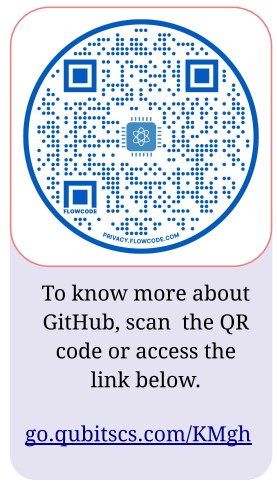 FLOWCODE
PRIVACY.FLOWCODE.COM
To know more about
GitHub, scan the QR
code or access the
link below.
go.qubitscs.com/KMgh